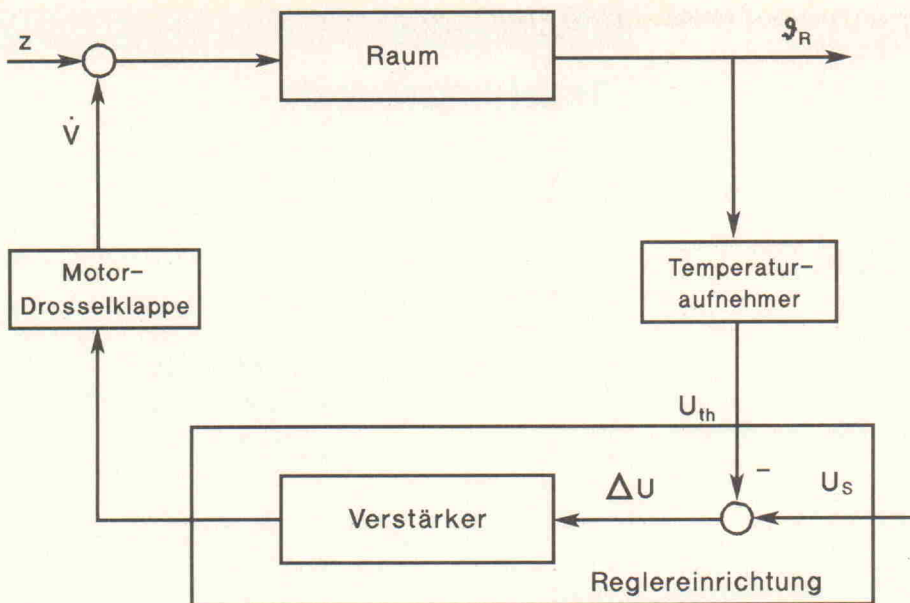 z
Raum
ϑR
V̇
Motor-
Drosselklappe
Temperatur-
aufnehmer
Uth
−
ΔU
US
Verstärker
Reglereinrichtung